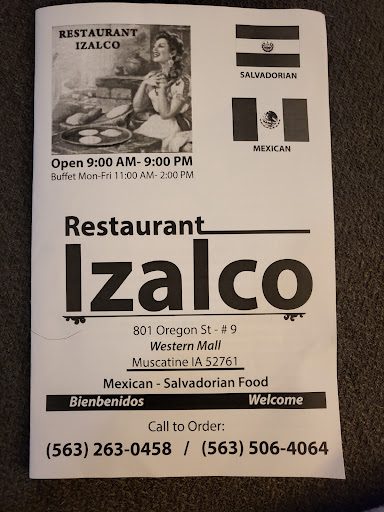 RESTAURANT
IZALCO
SALVADORIAN
MEXICAN
Open 9:00 AM- 9:00 PM
Buffet Mon-Fri 11:00 AM- 2:00 PM
Restaurant
Izalco
801 Oregon St - # 9
Western Mall
Muscatine IA 52761
Mexican - Salvadorian Food
Bienbenidos Welcome
Call to Order:
(563) 263-0458 / (563) 506-4064